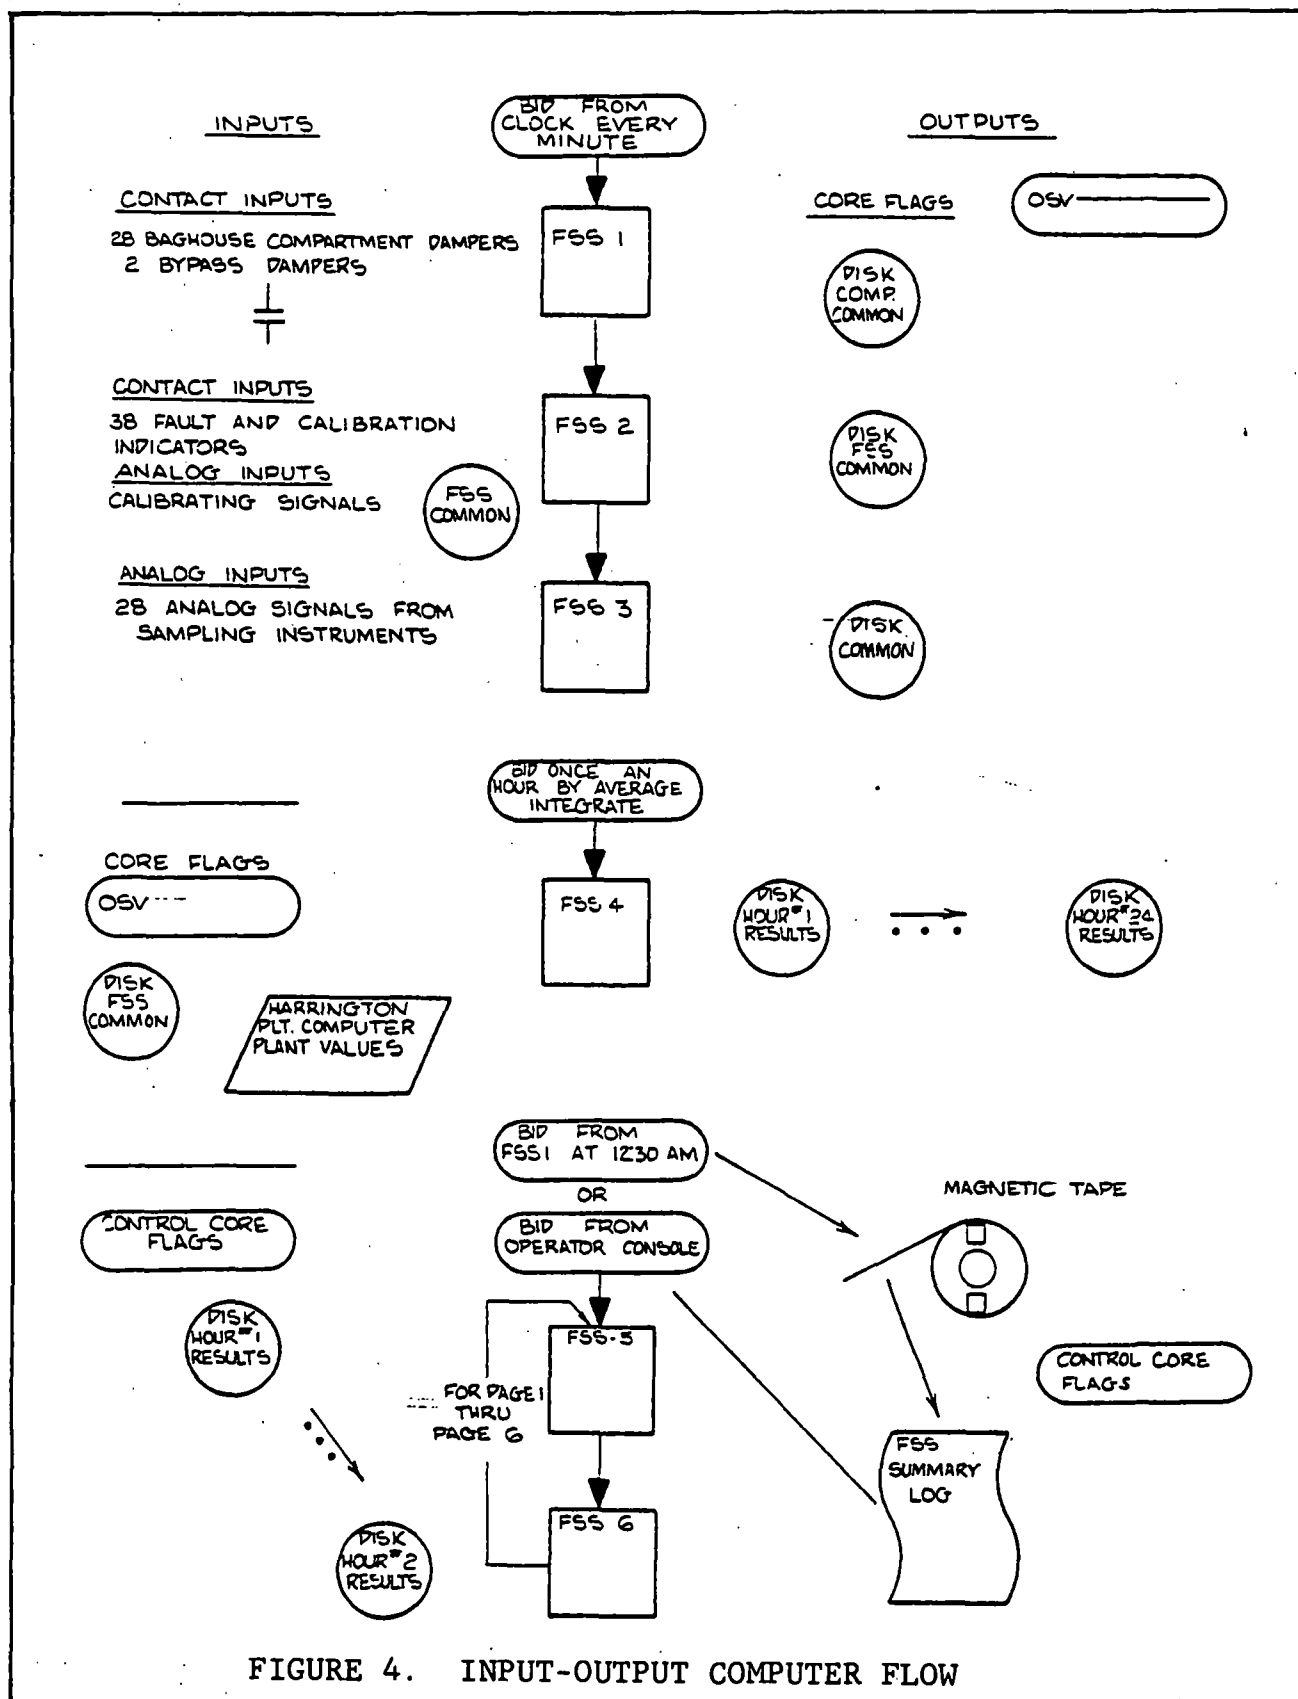 INPUTS
BID FROM
CLOCK EVERY
MINUTE
OUTPUTS
CONTACT INPUTS
28 BAGHOUSE COMPARTMENT DAMPERS
2 BYPASS DAMPERS
FSS 1
CORE FLAGS
OSV
DISK
COMP.
COMMON
CONTACT INPUTS
38 FAULT AND CALIBRATION
INDICATORS
ANALOG INPUTS
CALIBRATING SIGNALS
FSS
COMMON
FSS 2
DISK
FSS
COMMON
ANALOG INPUTS
28 ANALOG SIGNALS FROM
SAMPLING INSTRUMENTS
FSS 3
DISK
COMMON
BID ONCE AN
HOUR BY AVERAGE
INTEGRATE
CORE FLAGS
OSV
FSS 4
DISK
HOUR #1
RESULTS
DISK
HOUR #24
RESULTS
DISK
FSS
COMMON
HARRINGTON
PLT. COMPUTER
PLANT VALUES
BID FROM
FSS1 AT 1230 AM
OR
BID FROM
OPERATOR CONSOLE
MAGNETIC TAPE
CONTROL CORE
FLAGS
DISK
HOUR #1
RESULTS
FSS-5
FOR PAGE 1
THRU
PAGE 6
CONTROL CORE
FLAGS
FSS
SUMMARY
LOG
DISK
HOUR #2
RESULTS
FSS 6
FIGURE 4. INPUT-OUTPUT COMPUTER FLOW